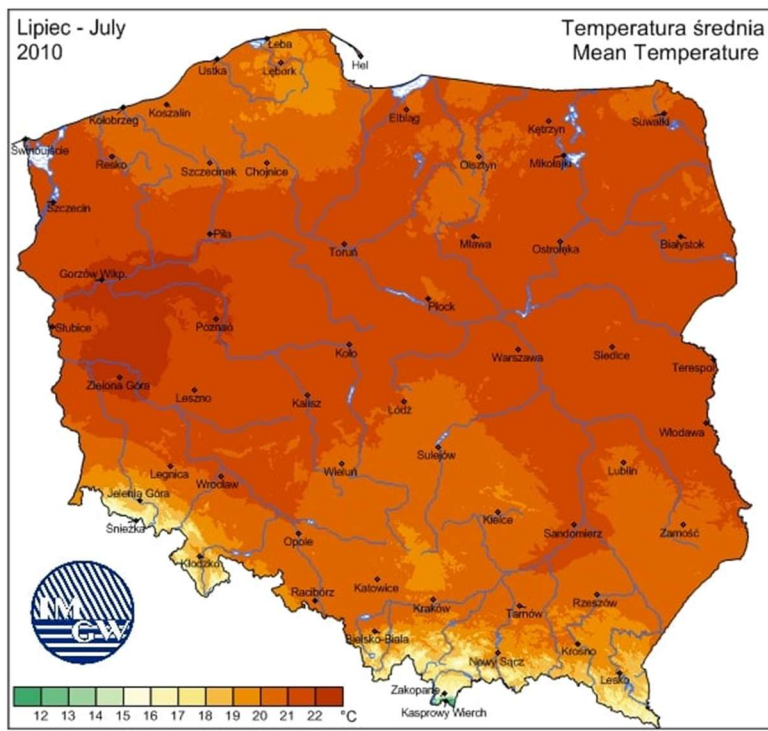 Lipiec - July
2010
Temperatura średnia
Mean Temperature
Łeba
Hel
Ustka
Lębork
Kołobrzeg
Koszalin
Elbląg
Kętrzyn
Suwałki
Świnoujście
Resko
Szczecinek
Chojnice
Olsztyn
Mikołajki
Szczecin
Piła
Toruń
Mława
Ostrołęka
Białystok
Gorzów Wlkp.
Płock
Słubice
Poznań
Koło
Warszawa
Siedlce
Terespol
Zielona Góra
Leszno
Kalisz
Łódź
Włodawa
Sulejów
Legnica
Wrocław
Wieluń
Lublin
Jelenia Góra
Śnieżka
Kielce
Sandomierz
Zamość
Opole
Kłodzko
Racibórz
Katowice
Kraków
Tarnów
Rzeszów
Bielsko-Biała
Nowy Sącz
Krosno
Lesko
Zakopane
Kasprowy Wierch
IM
GW
12 13 14 15 16 17 18 19 20 21 22 °C